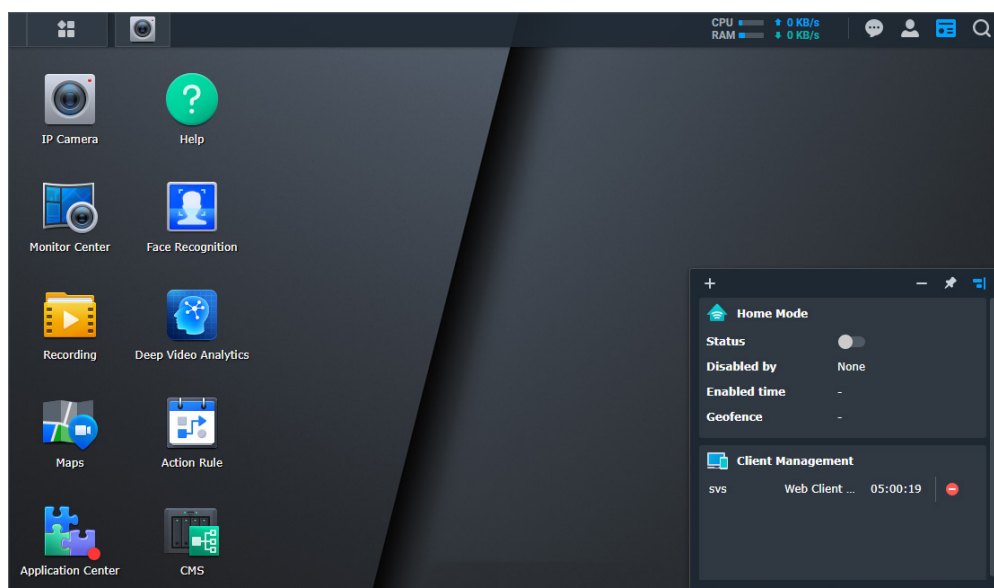 CPU 0 KB/s
RAM 0 KB/s
IP Camera
Help
Monitor Center
Face Recognition
Recording
Deep Video Analytics
Maps
Action Rule
Application Center
CMS
Home Mode
Status
Disabled by None
Enabled time -
Geofence -
Client Management
svs Web Client ... 05:00:19